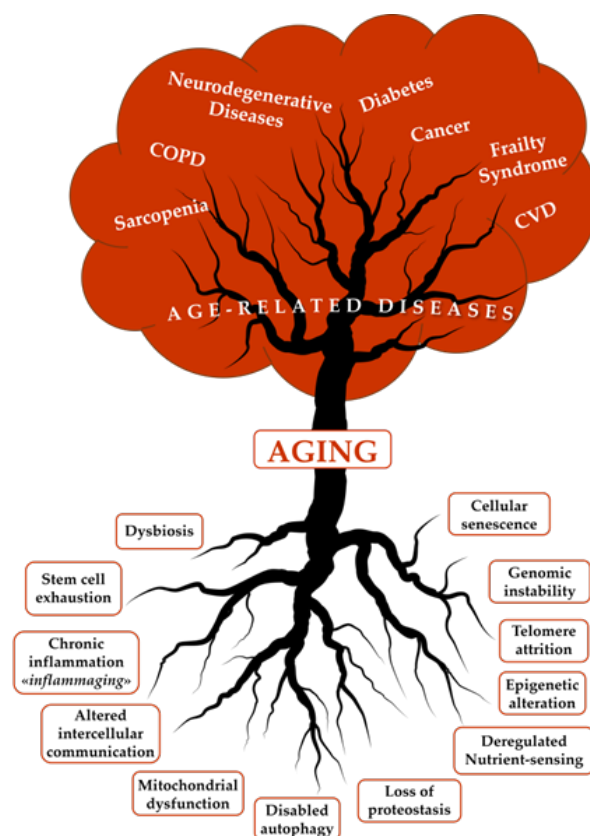 Neurodegenerative
Diseases
Diabetes
Cancer
COPD
Frailty
Syndrome
Sarcopenia
CVD
AGE-RELATED DISEASES
AGING
Cellular
senescence
Dysbiosis
Genomic
instability
Stem cell
exhaustion
Telomere
attrition
Chronic
inflammation
«inflammaging»
Epigenetic
alteration
Altered
intercellular
communication
Deregulated
Nutrient-sensing
Mitochondrial
dysfunction
Loss of
proteostasis
Disabled
autophagy